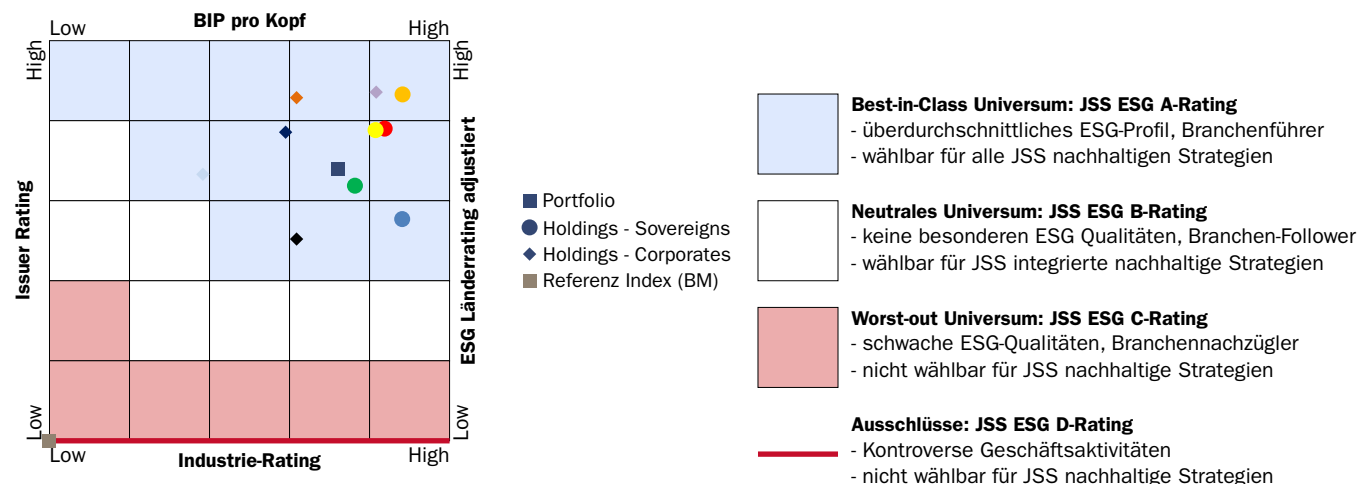 BIP pro Kopf
Low
High
High
High
Issuer Rating
ESG Länderrating adjustiert
Low
Low
Low
High
Industrie-Rating
Portfolio
Holdings - Sovereigns
Holdings - Corporates
Referenz Index (BM)
Best-in-Class Universum: JSS ESG A-Rating
- überdurchschnittliches ESG-Profil, Branchenführer
- wählbar für alle JSS nachhaltigen Strategien
Neutrales Universum: JSS ESG B-Rating
- keine besonderen ESG Qualitäten, Branchen-Follower
- wählbar für JSS integrierte nachhaltige Strategien
Worst-out Universum: JSS ESG C-Rating
- schwache ESG-Qualitäten, Branchennachzügler
- nicht wählbar für JSS nachhaltige Strategien
Ausschlüsse: JSS ESG D-Rating
- Kontroverse Geschäftsaktivitäten
- nicht wählbar für JSS nachhaltige Strategien